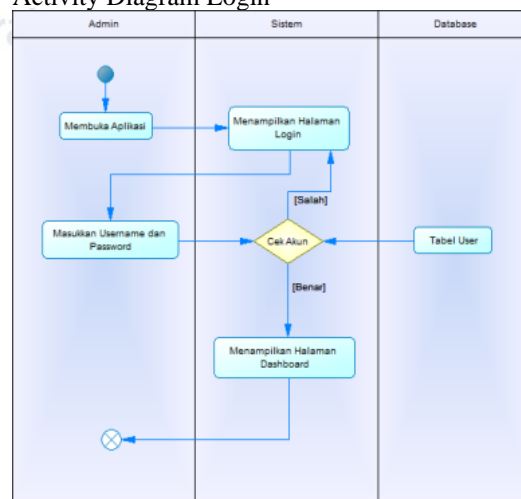 Activity Diagram Login
Admin
Sistem
Database
Membuka Aplikasi
Menampilkan Halaman
Login
[Salah]
Masukkan Username dan
Password
Cek Akun
Tabel User
[Benar]
Menampilkan Halaman
Dashboard